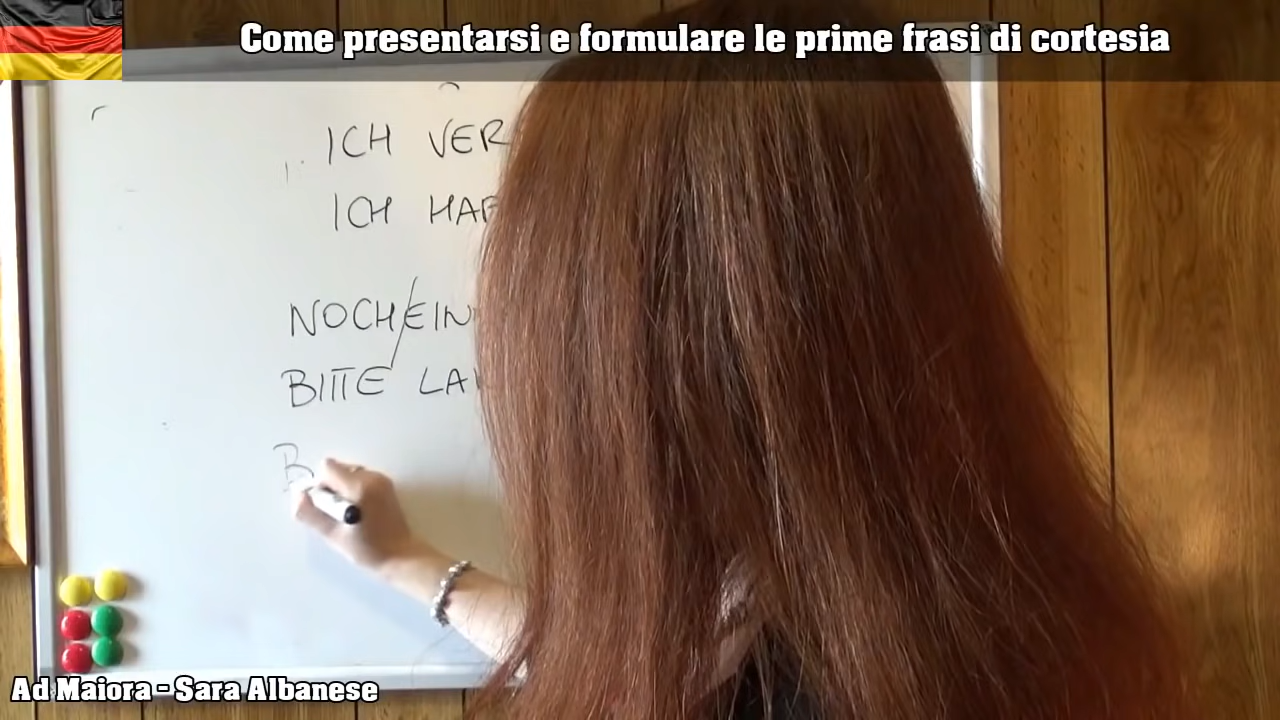 Come presentarsi e formulare le prime frasi di cortesia
ICH VER
ICH HAB
NOCH/EIN
BITTE LA
B
Ad Maiora - Sara Albanese